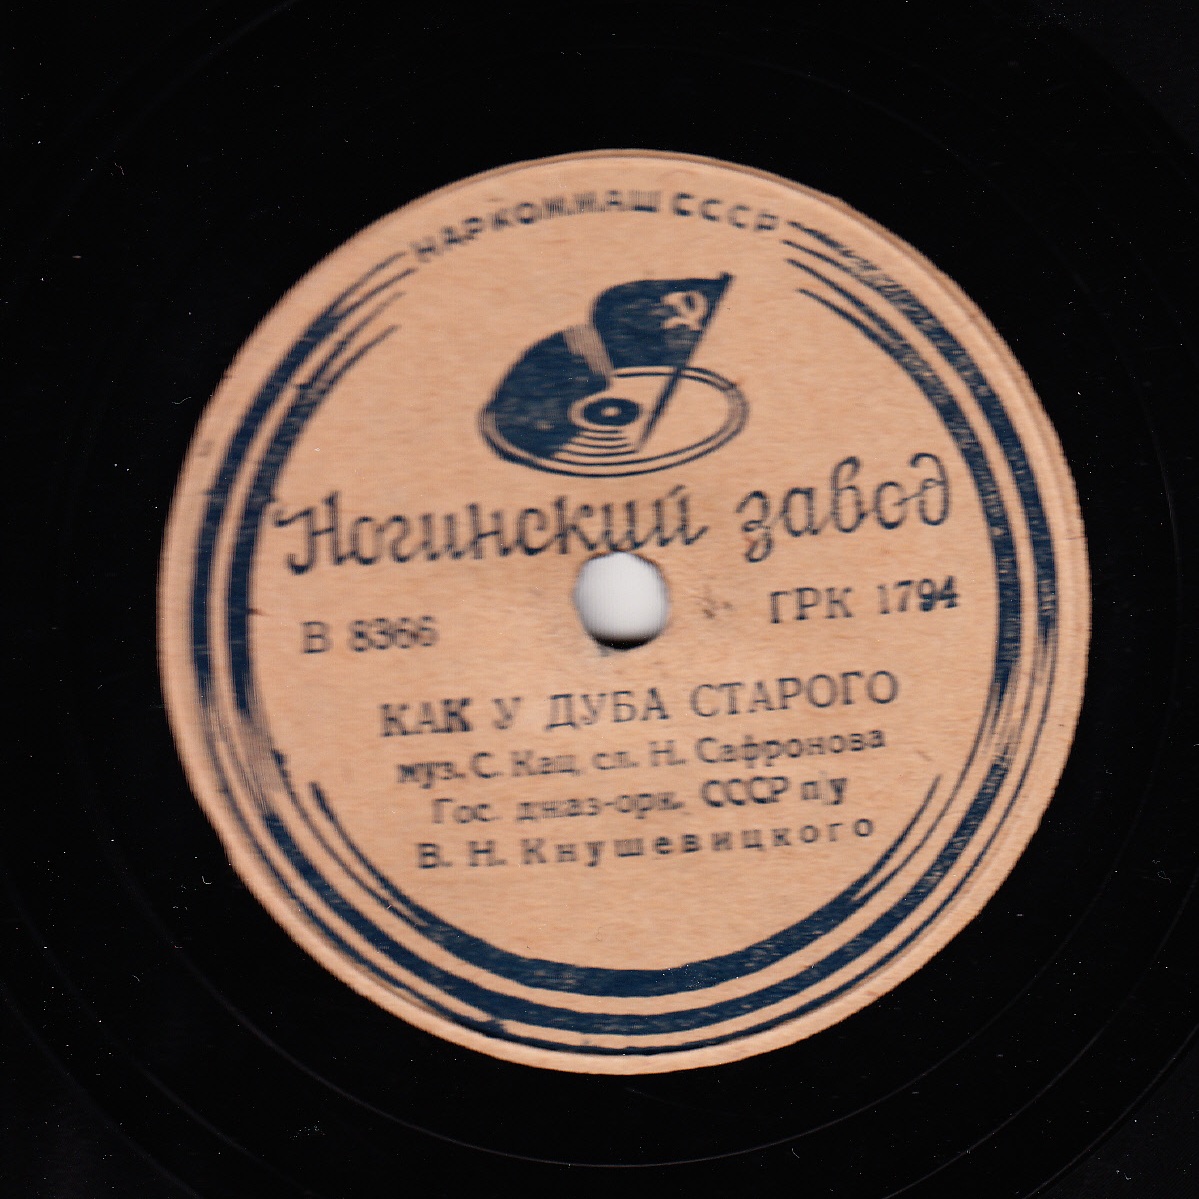 НАРКОММАШ СССР
Ногинский завод
В 8366 ГРК 1794
КАК У ДУБА СТАРОГО
муз. С. Кац, сл. Н. Сафронова
Гос. джаз-орк. СССР п/у
В. Н. Кнушевицкого